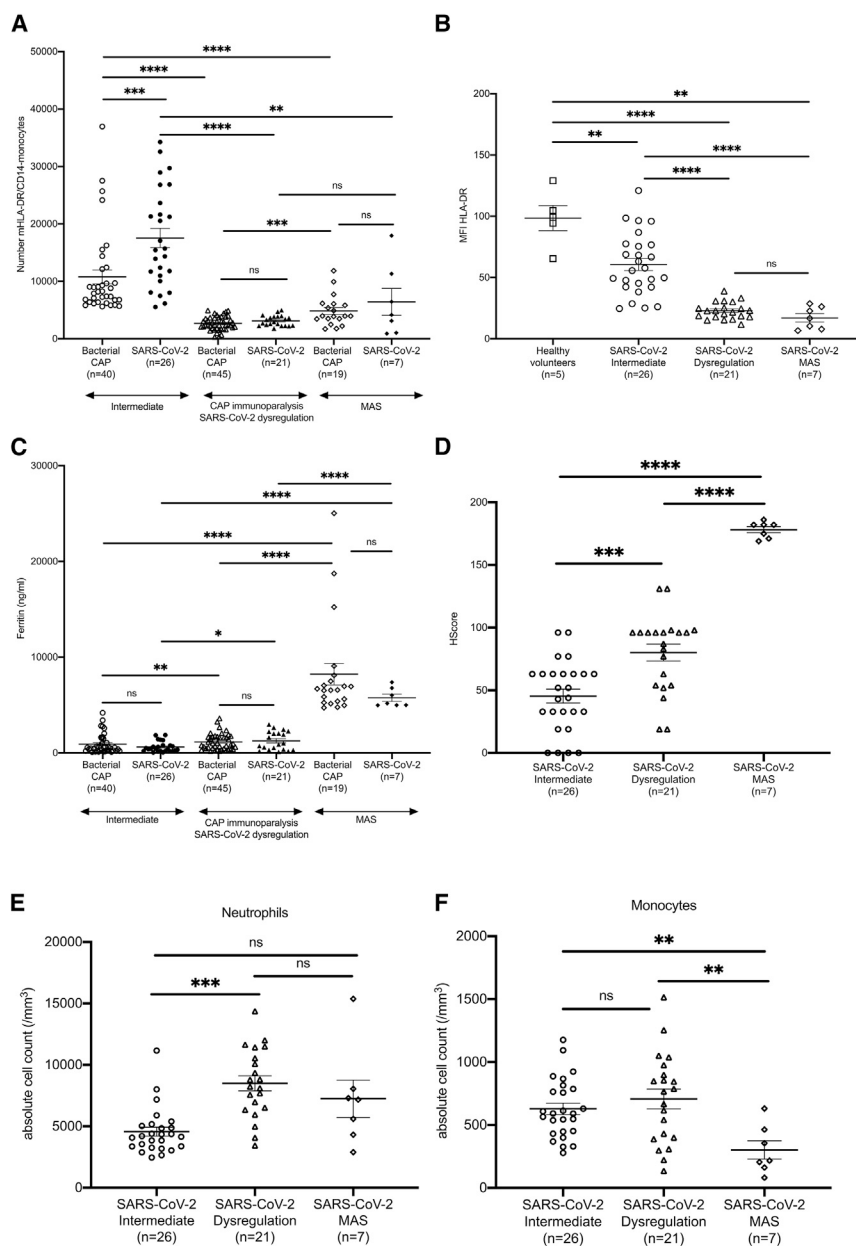 A
50000
40000
30000
20000
10000
0
Number mHLA-DR/CD14-monocytes
****
****
***
**
****
ns
***
ns
ns
Bacterial CAP (n=40)
SARS-CoV-2 (n=26)
Bacterial CAP (n=45)
SARS-CoV-2 (n=21)
Bacterial CAP (n=19)
SARS-CoV-2 (n=7)
Intermediate
CAP immunoparalysis
SARS-CoV-2 dysregulation
MAS
B
200
150
100
50
0
MFI HLA-DR
**
****
**
****
****
ns
Healthy volunteers (n=5)
SARS-CoV-2 Intermediate (n=26)
SARS-CoV-2 Dysregulation (n=21)
SARS-CoV-2 MAS (n=7)
C
30000
20000
10000
0
Ferritin (ng/ml)
****
****
****
ns
****
*
**
ns
ns
Bacterial CAP (n=40)
SARS-CoV-2 (n=26)
Bacterial CAP (n=45)
SARS-CoV-2 (n=21)
Bacterial CAP (n=19)
SARS-CoV-2 (n=7)
Intermediate
CAP immunoparalysis
SARS-CoV-2 dysregulation
MAS
D
200
150
100
50
0
HScore
****
****
***
SARS-CoV-2 Intermediate (n=26)
SARS-CoV-2 Dysregulation (n=21)
SARS-CoV-2 MAS (n=7)
E
Neutrophils
20000
15000
10000
5000
0
absolute cell count (/mm³)
ns
ns
***
SARS-CoV-2 Intermediate (n=26)
SARS-CoV-2 Dysregulation (n=21)
SARS-CoV-2 MAS (n=7)
F
Monocytes
2000
1500
1000
500
0
absolute cell count (/mm³)
**
**
ns
SARS-CoV-2 Intermediate (n=26)
SARS-CoV-2 Dysregulation (n=21)
SARS-CoV-2 MAS (n=7)